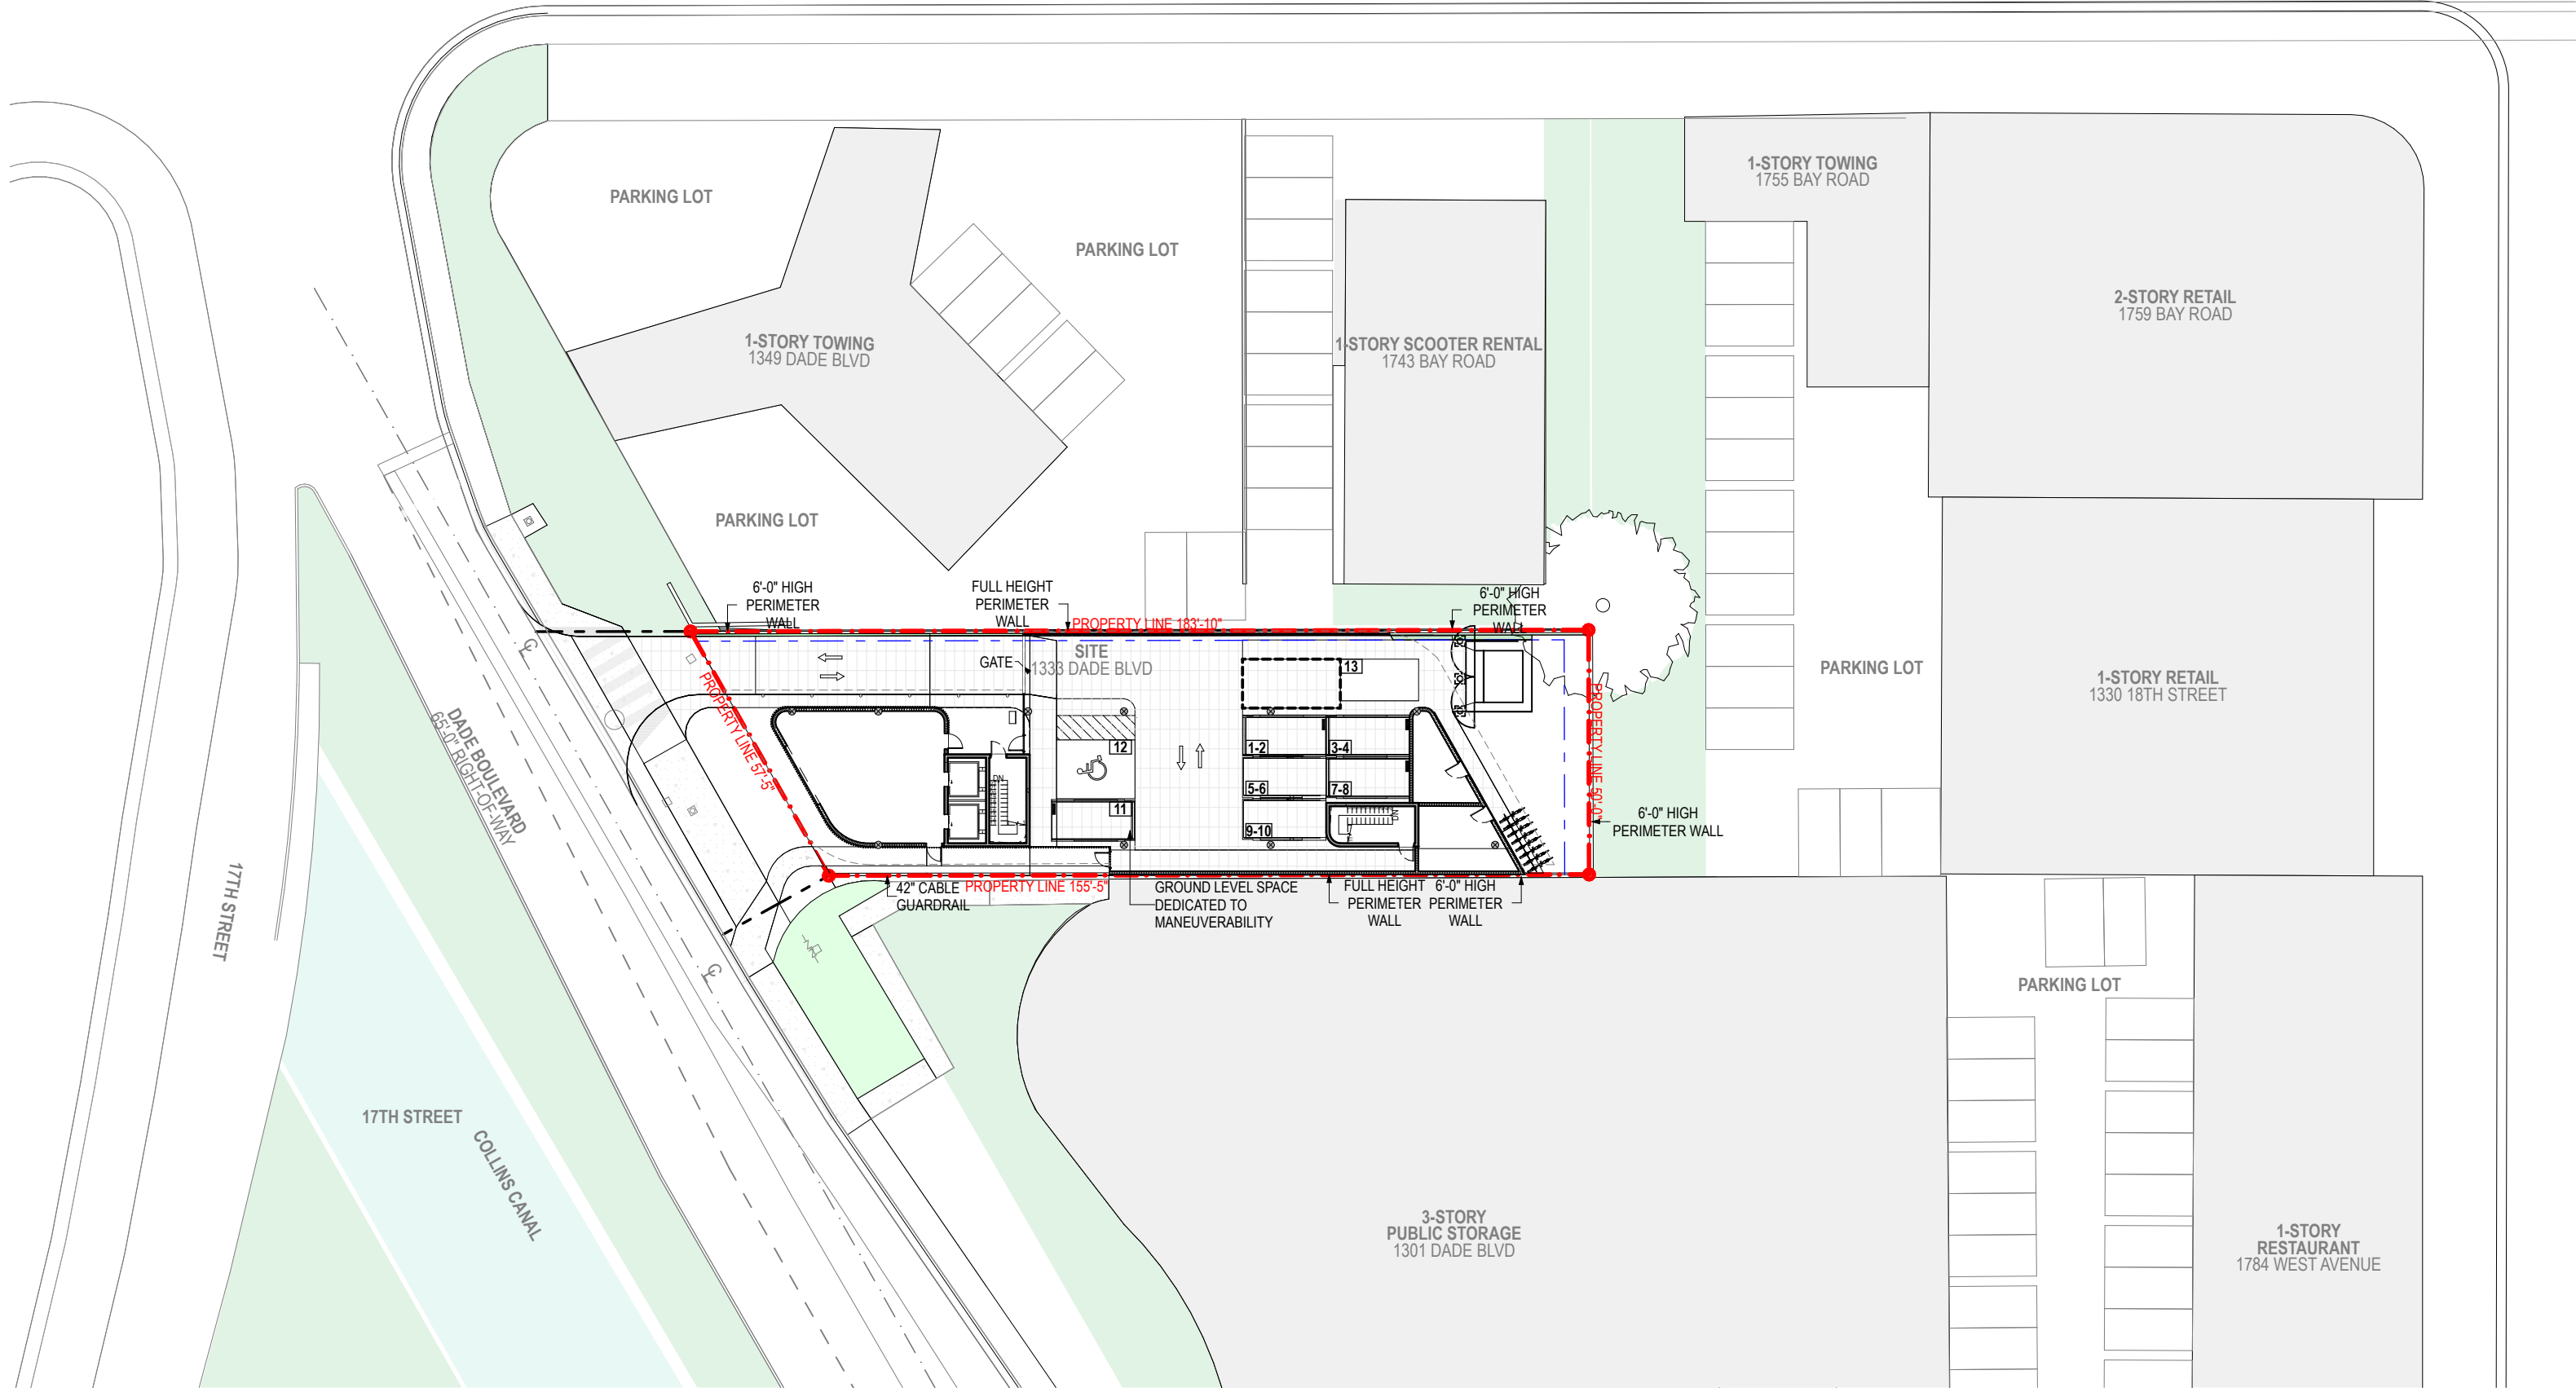 1-STORY TOWING
1755 BAY ROAD
PARKING LOT
PARKING LOT
2-STORY RETAIL
1759 BAY ROAD
1-STORY TOWING
1349 DADE BLVD
1-STORY SCOOTER RENTAL
1743 BAY ROAD
PARKING LOT
6'-0" HIGH
PERIMETER
WALL
FULL HEIGHT
PERIMETER
WALL
PROPERTY LINE 183'-10"
6'-0" HIGH
PERIMETER
WALL
SITE
1333 DADE BLVD
GATE
13
PARKING LOT
1-STORY RETAIL
1330 18TH STREET
PROPERTY LINE 57'-5"
PROPERTY LINE 50'-0"
DADE BOULEVARD
65'-0" RIGHT-OF-WAY
12
1-2
3-4
DN
5-6
7-8
11
9-10
DN
6'-0" HIGH
PERIMETER WALL
42" CABLE
GUARDRAIL
PROPERTY LINE 155'-5"
GROUND LEVEL SPACE
DEDICATED TO
MANEUVERABILITY
FULL HEIGHT
PERIMETER
WALL
6'-0" HIGH
PERIMETER
WALL
17TH STREET
PARKING LOT
17TH STREET
COLLINS CANAL
3-STORY
PUBLIC STORAGE
1301 DADE BLVD
1-STORY
RESTAURANT
1784 WEST AVENUE